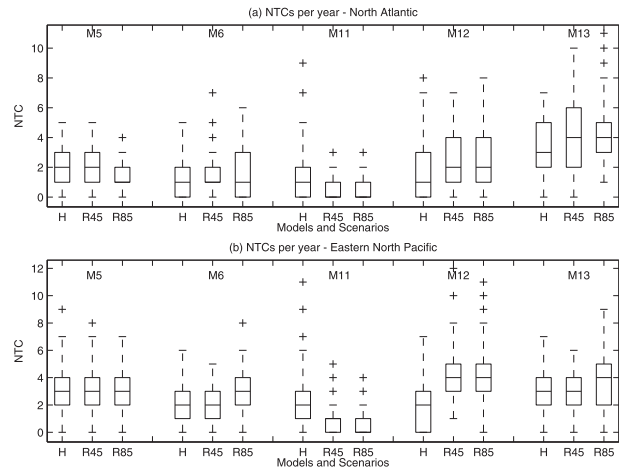 (a) NTCs per year - North Atlantic
M5 M6 M11 M12 M13
10
8
6
4
2
0
NTC
H R45 R85 H R45 R85 H R45 R85 H R45 R85 H R45 R85
Models and Scenarios
(b) NTCs per year - Eastern North Pacific
12
M5 M6 M11 M12 M13
10
8
6
4
2
0
NTC
H R45 R85 H R45 R85 H R45 R85 H R45 R85 H R45 R85
Models and Scenarios